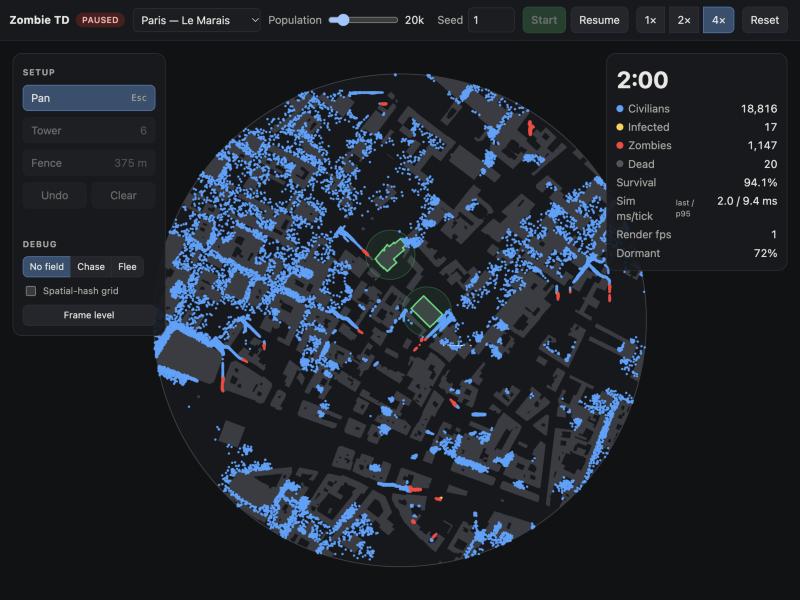 Zombie TD PAUSED Paris — Le Marais Population 20k Seed 1 Start Resume 1× 2× 4× Reset
SETUP
Pan Esc
Tower 6
Fence 375 m
Undo Clear
DEBUG
No field Chase Flee
Spatial-hash grid
Frame level
2:00
Civilians 18,816
Infected 17
Zombies 1,147
Dead 20
Survival 94.1%
Sim ms/tick last / p95 2.0 / 9.4 ms
Render fps 1
Dormant 72%